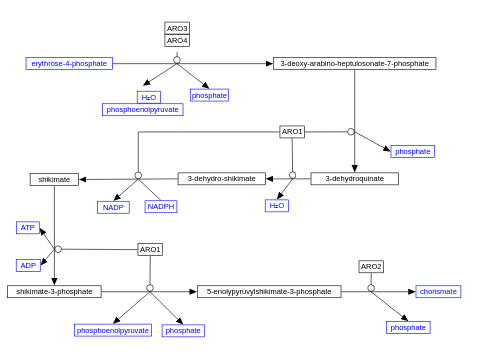 ARO3
ARO4
erythrose-4-phosphate
3-deoxy-arabino-heptulosonate-7-phosphate
H₂O
phosphate
phosphoenolpyruvate
ARO1
phosphate
shikimate
3-dehydro-shikimate
3-dehydroquinate
NADP
NADPH
H₂O
ATP
ADP
ARO1
ARO2
shikimate-3-phosphate
5-enolypyruvylshikimate-3-phosphate
chorismate
phosphoenolpyruvate
phosphate
phosphate